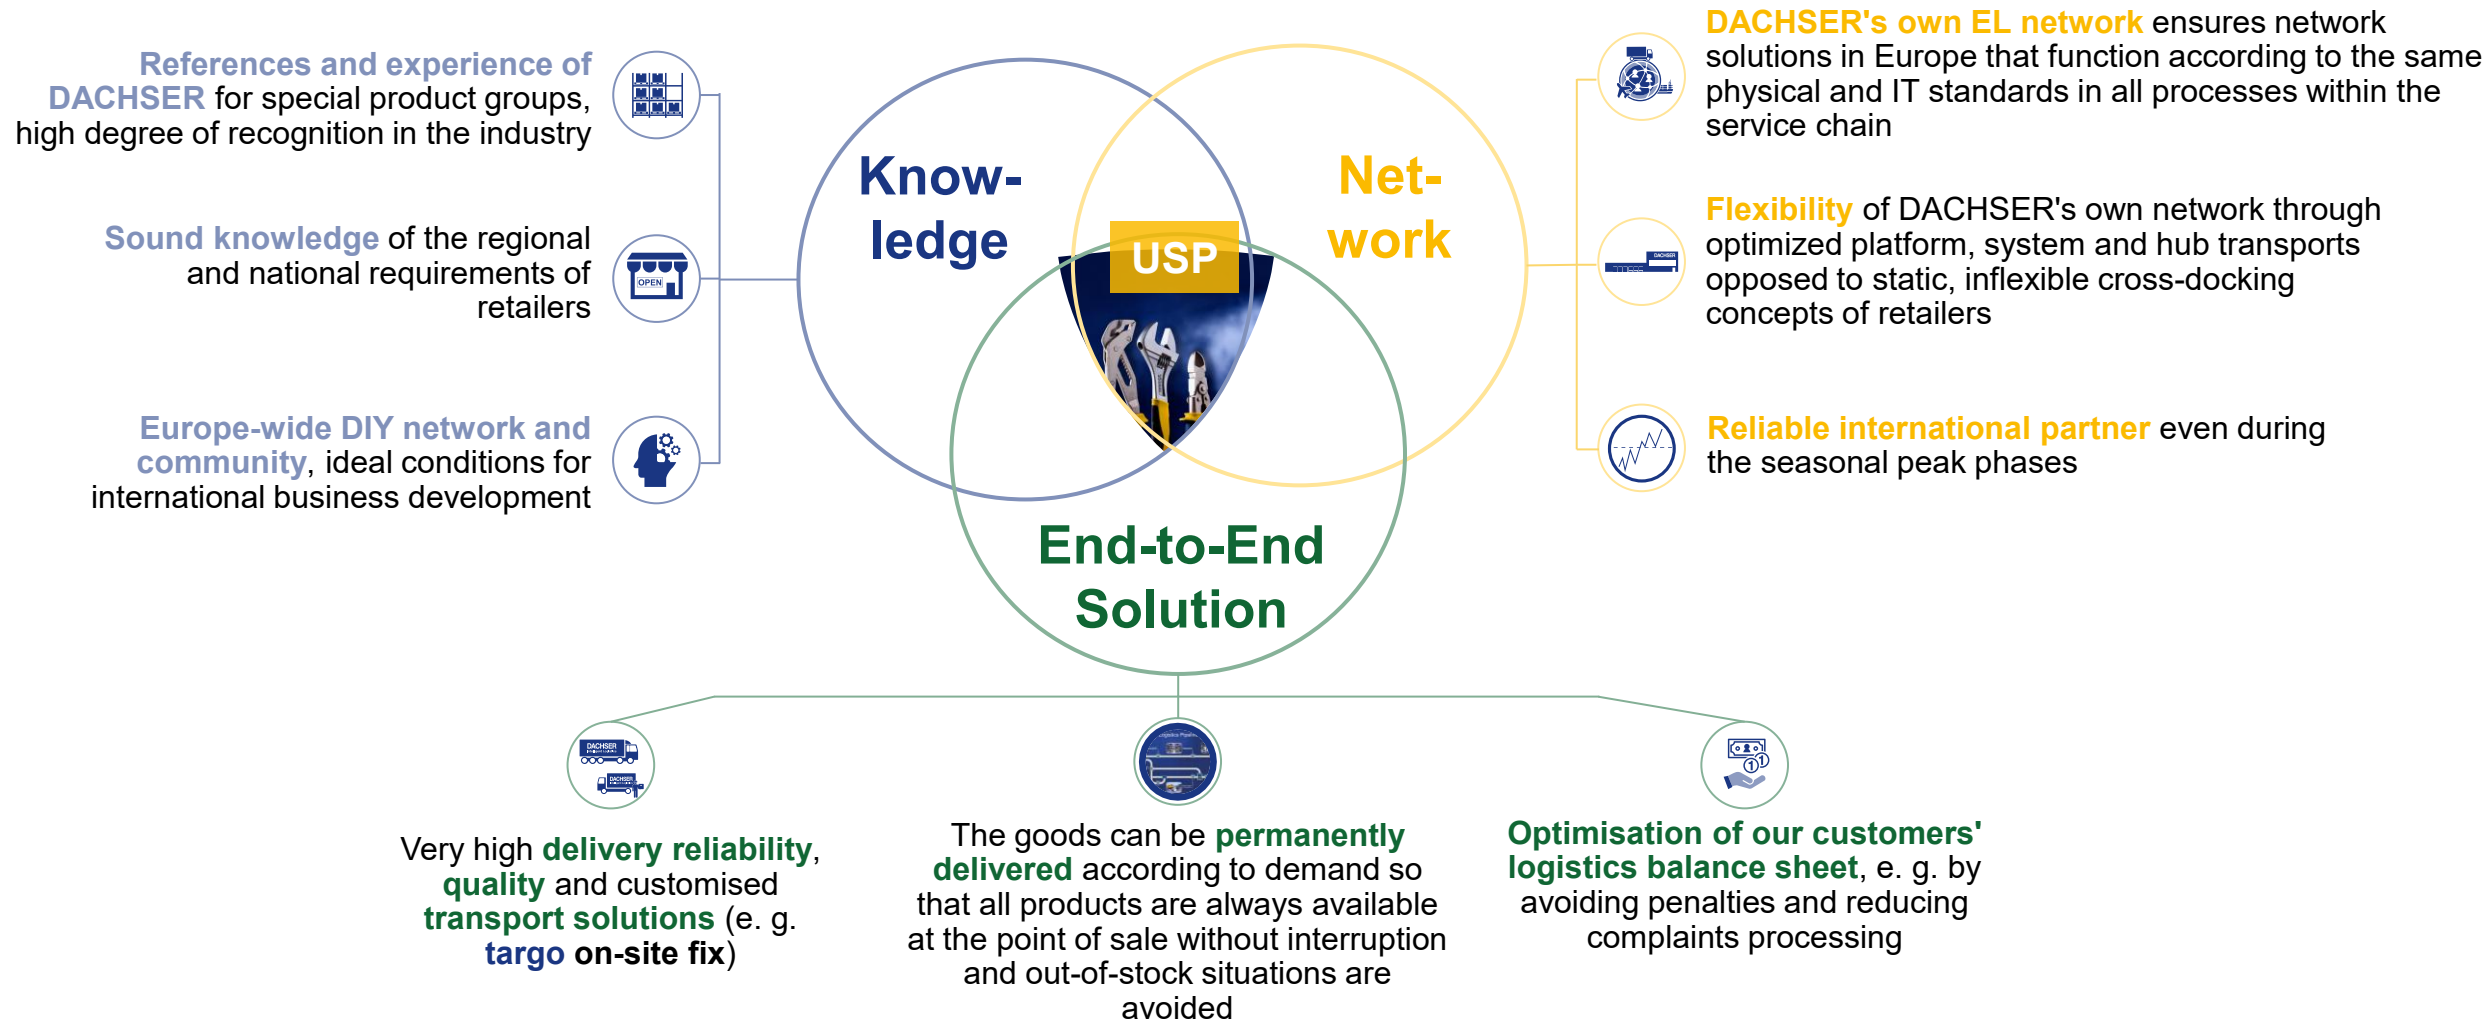 References and experience of
DACHSER for special product groups,
high degree of recognition in the industry
Sound knowledge of the regional
and national requirements of
retailers
OPEN
Europe-wide DIY network and
community, ideal conditions for
international business development
Know-
ledge
Net-
work
USP
End-to-End
Solution
DACHSER's own EL network ensures network
solutions in Europe that function according to the same
physical and IT standards in all processes within the
service chain
DACHSER
Flexibility of DACHSER's own network through
optimized platform, system and hub transports
opposed to static, inflexible cross-docking
concepts of retailers
Reliable international partner even during
the seasonal peak phases
DACHSER
DACHSER
Very high delivery reliability,
quality and customised
transport solutions (e. g.
targo on-site fix)
The goods can be permanently
delivered according to demand so
that all products are always available
at the point of sale without interruption
and out-of-stock situations are
avoided
1 1
Optimisation of our customers'
logistics balance sheet, e. g. by
avoiding penalties and reducing
complaints processing